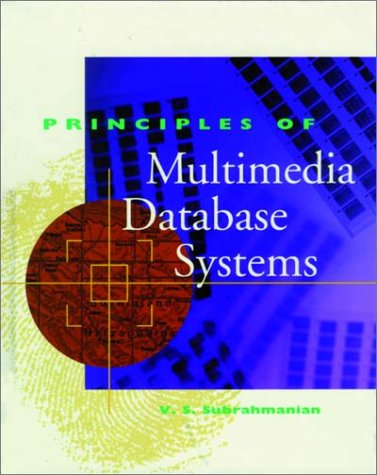 PRINCIPLES OF
Multimedia
Database
Systems
V. S. Subrahmanian